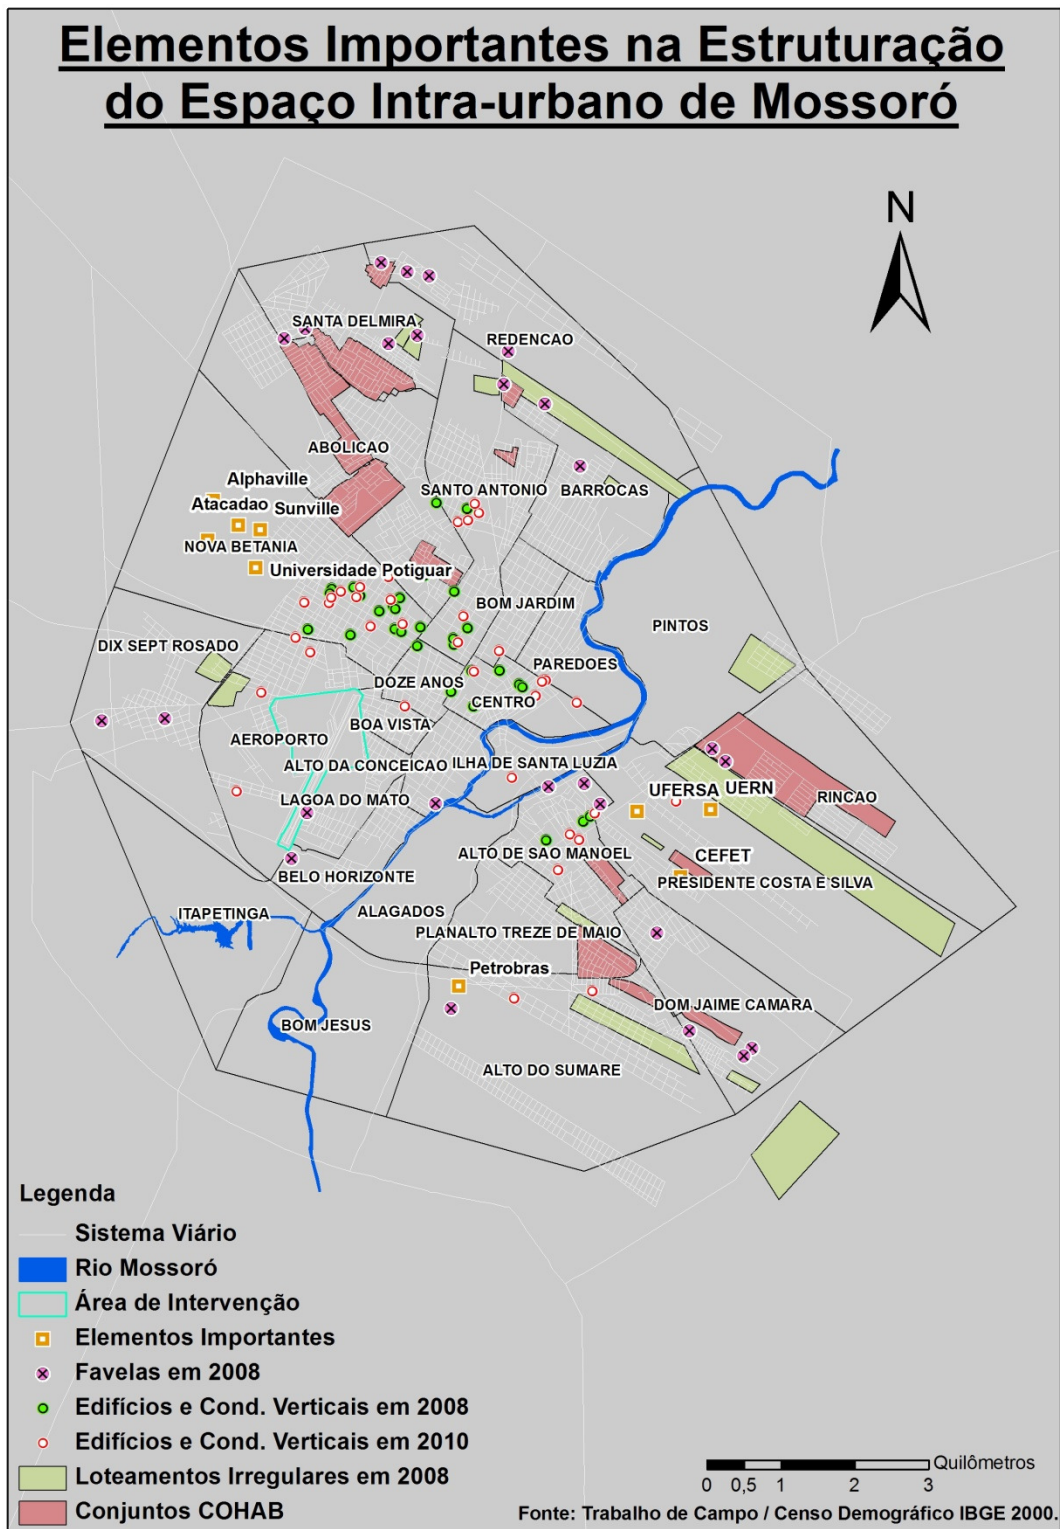 Elementos Importantes na Estruturação
do Espaço Intra-urbano de Mossoró
N
SANTA DELMIRA
REDENCAO
ABOLICAO
Alphaville
SANTO ANTONIO
BARROCAS
Atacadao
Sunville
NOVA BETANIA
Universidade Potiguar
BOM JARDIM
PINTOS
DIX SEPT ROSADO
PAREDOES
DOZE ANOS
CENTRO
BOA VISTA
AEROPORTO
ALTO DA CONCEICAO
ILHA DE SANTA LUZIA
UFERSA
UERN
LAGOA DO MATO
RINCAO
ALTO DE SAO MANOEL
CEFET
BELO HORIZONTE
PRESIDENTE COSTA E SILVA
ITAPETINGA
ALAGADOS
PLANALTO TREZE DE MAIO
Petrobras
DOM JAIME CAMARA
BOM JESUS
ALTO DO SUMARE
Legenda
Sistema Viário
Rio Mossoró
Área de Intervenção
Elementos Importantes
Favelas em 2008
Edifícios e Cond. Verticais em 2008
Edifícios e Cond. Verticais em 2010
Loteamentos Irregulares em 2008
Conjuntos COHAB
Quilômetros
0 0,5 1 2 3
Fonte: Trabalho de Campo / Censo Demográfico IBGE 2000.